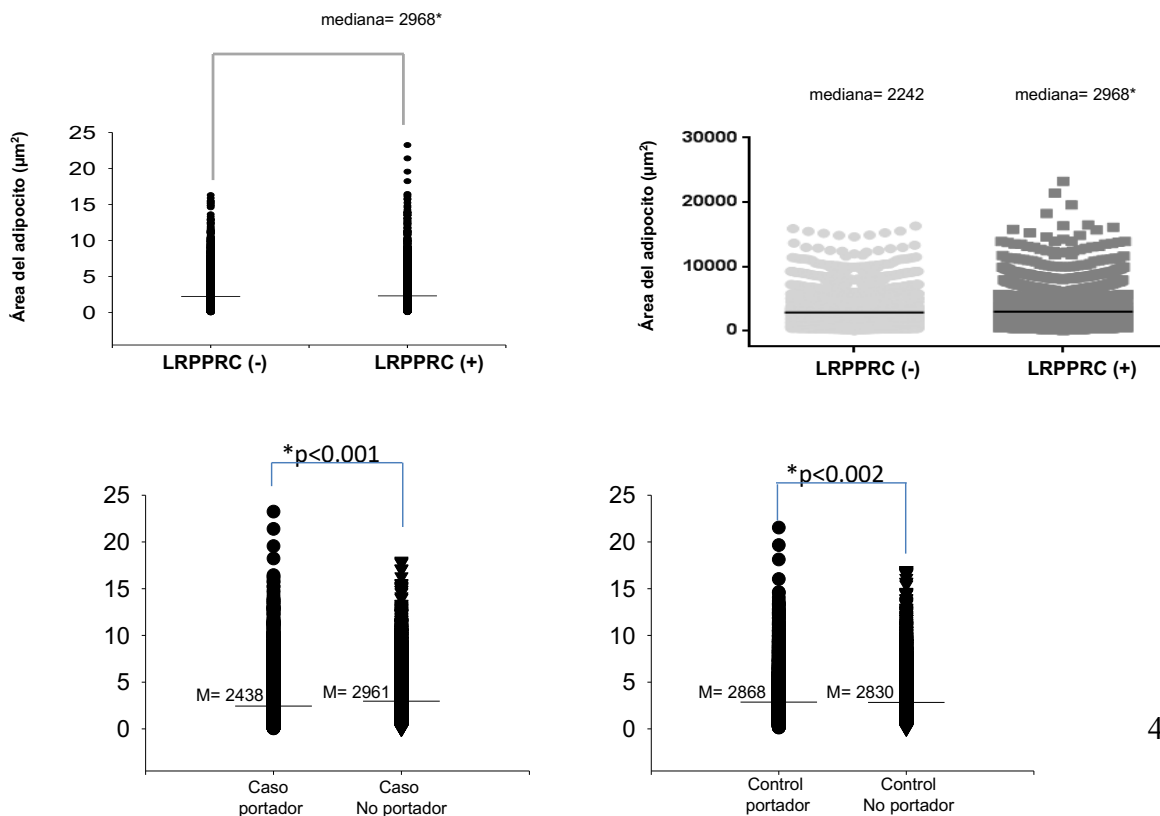 mediana= 2968*
Área del adipocito (µm²)
25
20
15
10
5
0
LRPPRC (-)
LRPPRC (+)
mediana= 2242
mediana= 2968*
Área del adipocito (µm²)
30000
20000
10000
0
LRPPRC (-)
LRPPRC (+)
*p<0.001
25
20
15
10
5
0
M= 2438
M= 2961
Caso
portador
Caso
No portador
*p<0.002
25
20
15
10
5
0
M= 2868
M= 2830
Control
portador
Control
No portador
4